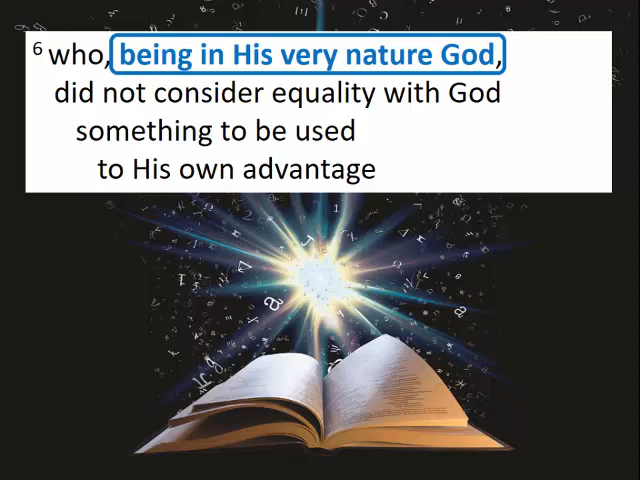 6 who, being in His very nature God,
did not consider equality with God
something to be used
to His own advantage